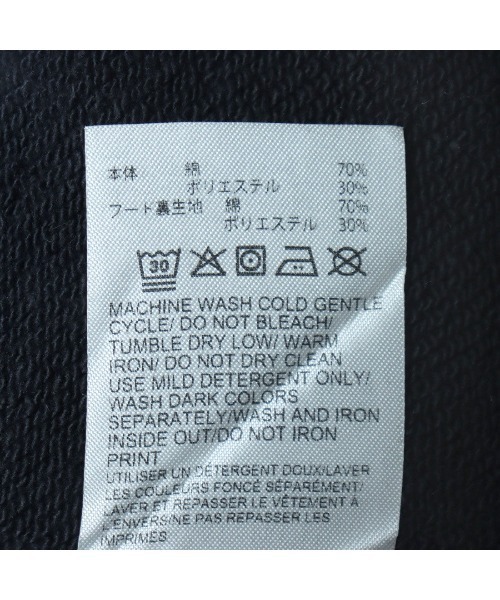 本体 綿 70%
ポリエステル 30%
フード裏生地 綿 70%
ポリエステル 30%
30
MACHINE WASH COLD GENTLE
CYCLE/ DO NOT BLEACH/
TUMBLE DRY LOW/ WARM
IRON/ DO NOT DRY CLEAN
USE MILD DETERGENT ONLY/
WASH DARK COLORS
SEPARATELY/WASH AND IRON
INSIDE OUT/DO NOT IRON
PRINT
UTILISER UN DÉTERGENT DOUX/LAVER
LES COULEURS FONCÉ SÉPARÉMENT/
LAVER ET REPASSER LE VÊTEMENT À
L'ENVERS/NE PAS REPASSER LES
IMPRIMÉS